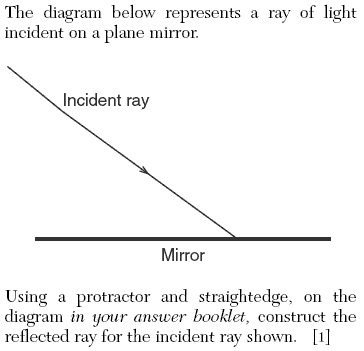 The diagram below represents a ray of light
incident on a plane mirror.
Incident ray
Mirror
Using a protractor and straightedge, on the
diagram in your answer booklet, construct the
reflected ray for the incident ray shown. [1]